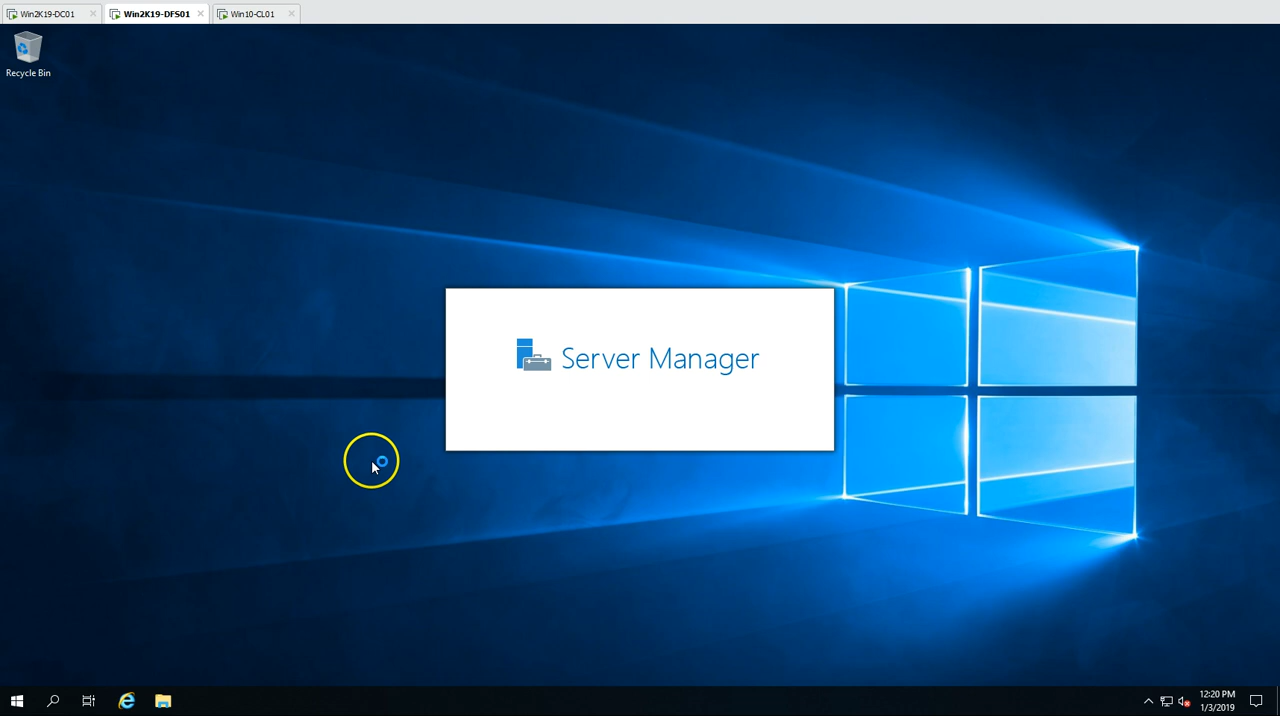 Win2K19-DC01
Win2K19-DFS01
Win10-CL01
Recycle Bin
Server Manager
12:20 PM
1/3/2019